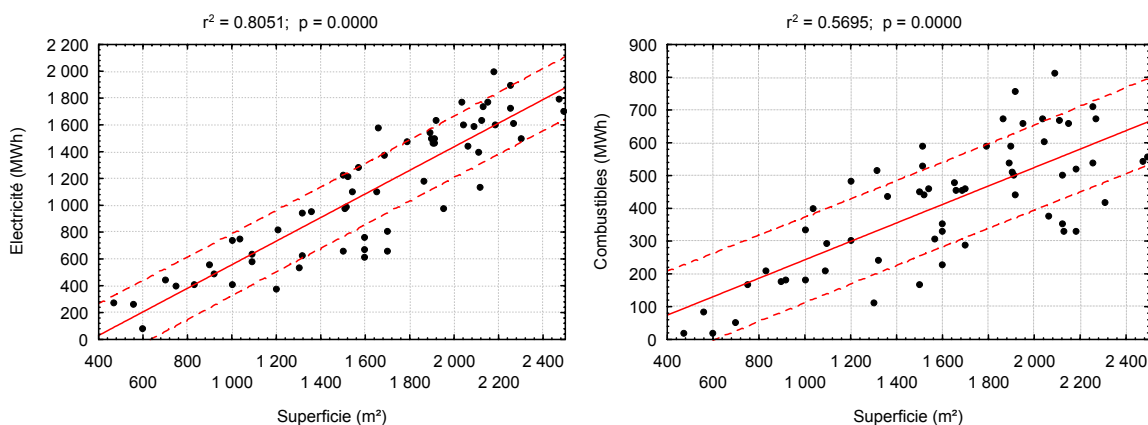 r² = 0.8051;  p = 0.0000
2 200
2 000
1 800
1 600
1 400
1 200
1 000
800
600
400
200
0
Electricité (MWh)
400 800 1 200 1 600 2 000 2 400
600 1 000 1 400 1 800 2 200
Superficie (m²)
r² = 0.5695;  p = 0.0000
900
800
700
600
500
400
300
200
100
0
Combustibles (MWh)
400 800 1 200 1 600 2 000 2 400
600 1 000 1 400 1 800 2 200
Superficie (m²)